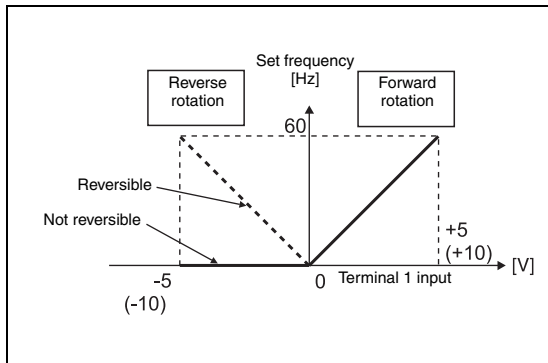 Set frequency
[Hz]
Reverse
rotation
Forward
rotation
60
Reversible
Not reversible
+5
(+10)
[V]
-5
(-10)
0
Terminal 1 input